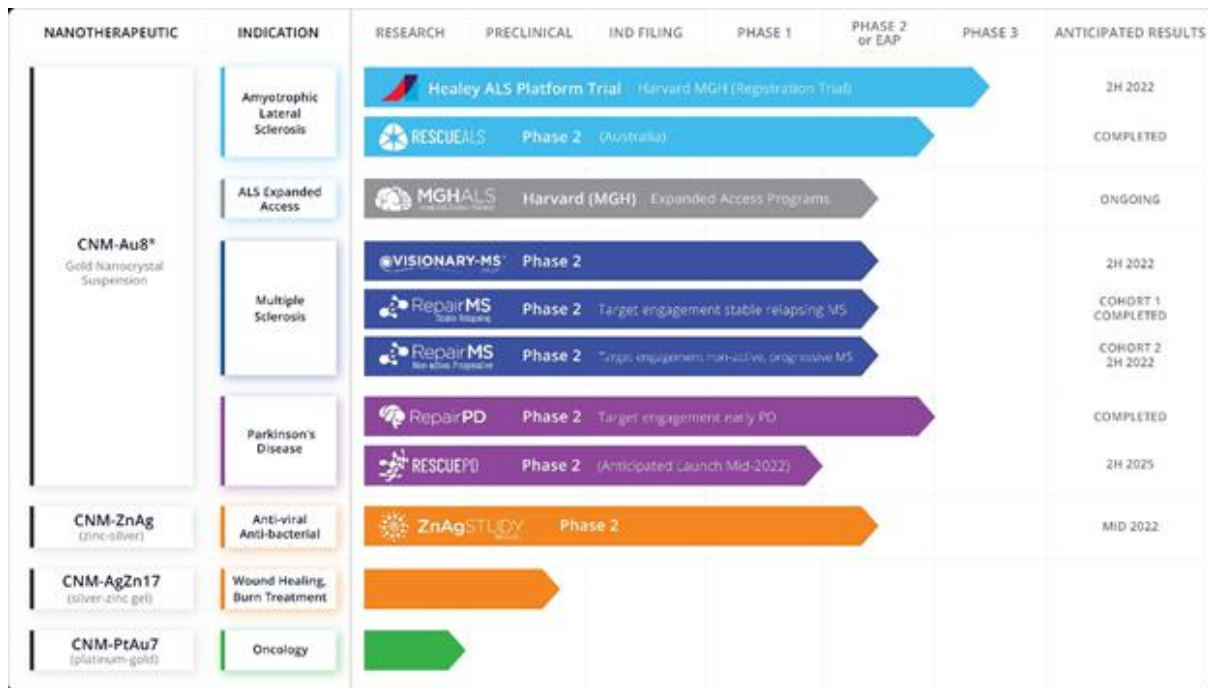 NANOTHERAPEUTIC
INDICATION
RESEARCH
PRECLINICAL
IND FILING
PHASE 1
PHASE 2
or EAP
PHASE 3
ANTICIPATED RESULTS
CNM-Au8®
Gold Nanocrystal
Suspension
Amyotrophic
Lateral
Sclerosis
Healey ALS Platform Trial Harvard MGH (Registration Trial)
2H 2022
RESCUEALS Phase 2 (Australia)
COMPLETED
ALS Expanded
Access
MGHALS Harvard (MGH) Expanded Access Programs
ONGOING
Multiple
Sclerosis
VISIONARY-MS Phase 2
2H 2022
RepairMS Phase 2 Target engagement stable relapsing MS
Stable Relapsing
COHORT 1
COMPLETED
RepairMS Phase 2 Target engagement non-active, progressive MS
Non-active Progressive
COHORT 2
2H 2022
Parkinson's
Disease
RepairPD Phase 2 Target engagement early PD
COMPLETED
RESCUEPD Phase 2 (Anticipated Launch Mid-2022)
2H 2025
CNM-ZnAg
(zinc-silver)
Anti-viral
Anti-bacterial
ZnAgSTUDY Phase 2
MID 2022
CNM-AgZn17
(silver-zinc gel)
Wound Healing,
Burn Treatment
CNM-PtAu7
(platinum-gold)
Oncology